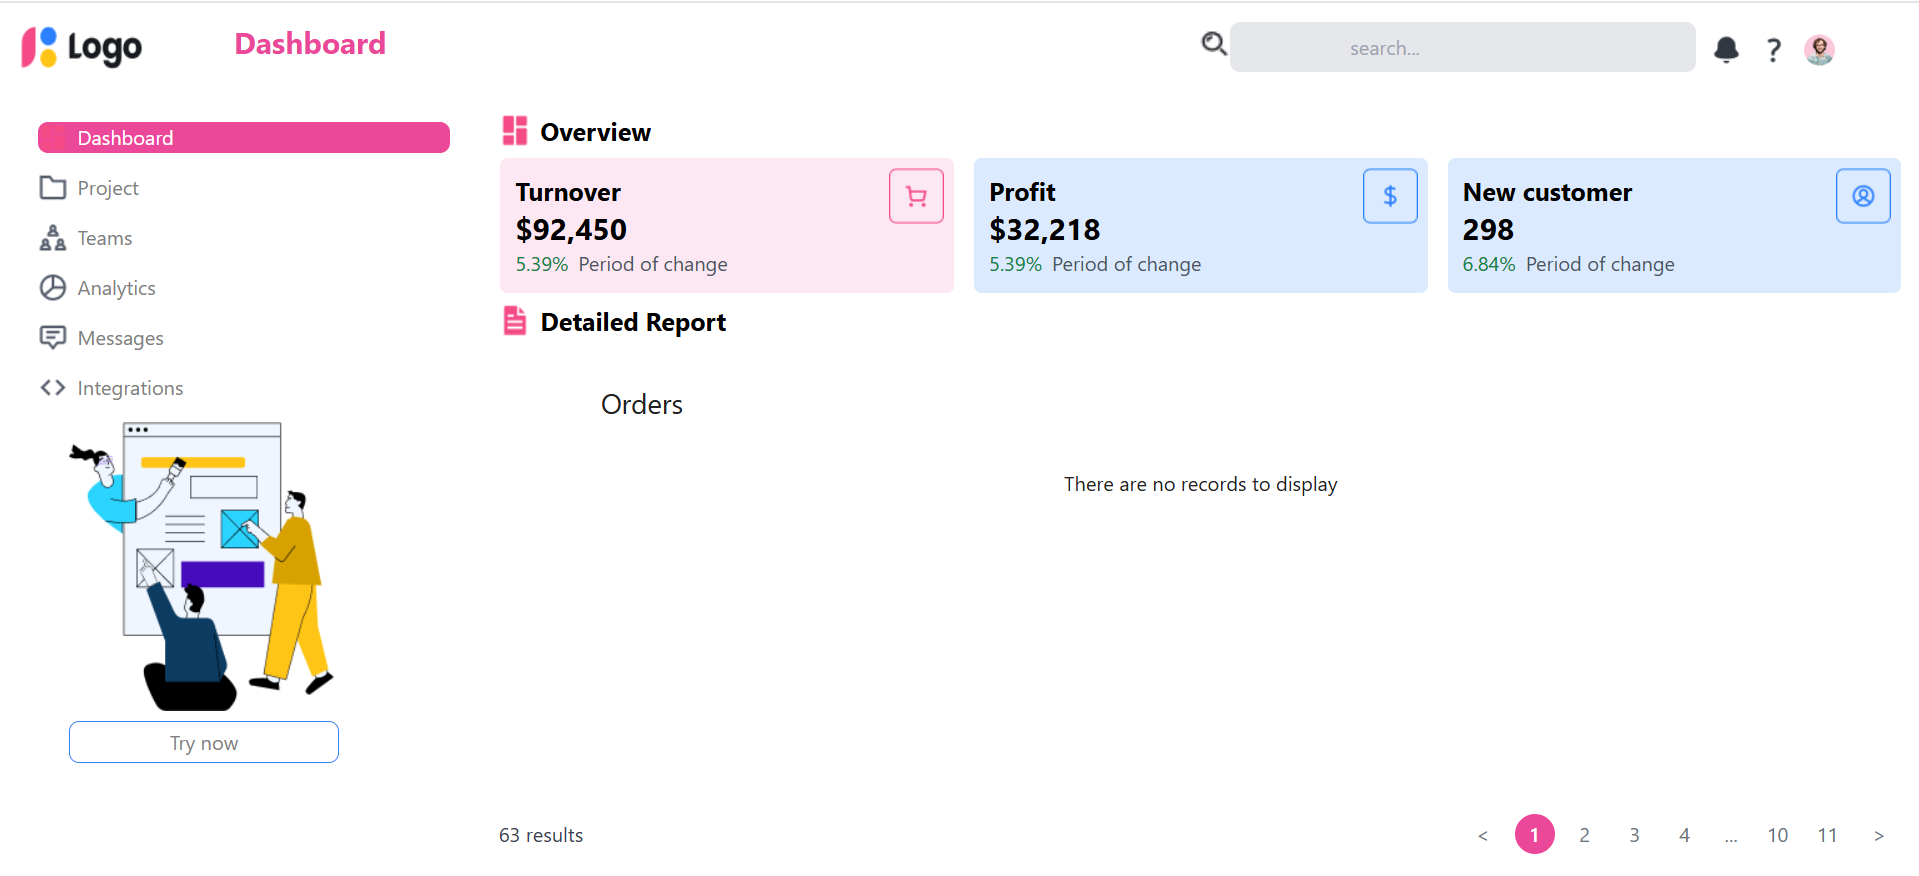 Logo
Dashboard
search...
?
Dashboard
Project
Teams
Analytics
Messages
Integrations
Try now
Overview
Turnover
$92,450
5.39% Period of change
Profit
$32,218
5.39% Period of change
$
New customer
298
6.84% Period of change
Detailed Report
Orders
There are no records to display
63 results
< 1 2 3 4 ... 10 11 >